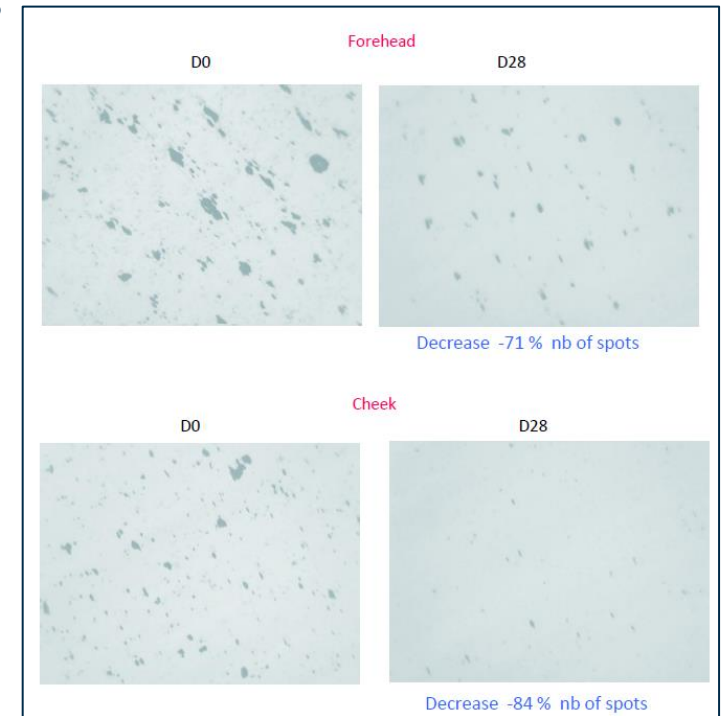 Forehead
D0 D28
Decrease -71 % nb of spots
Cheek
D0 D28
Decrease -84 % nb of spots